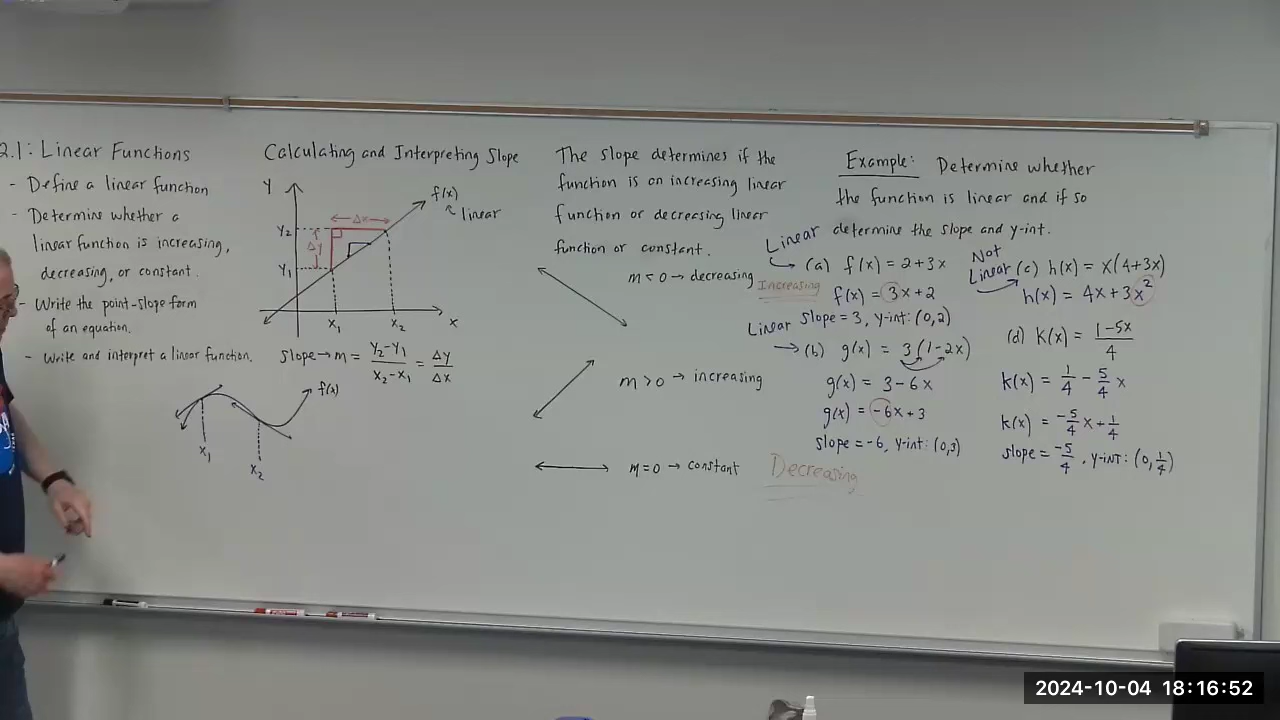 2.1: Linear Functions
- Define a linear function
- Determine whether a
linear function is increasing,
decreasing, or constant.
- Write the point-slope form
of an equation.
- Write and interpret a linear function.
x₁
x₂
f(x)
Calculating and Interpreting Slope
Y
f(x)
linear
Δx
Y₂
Δy
Y₁
x₁
x₂
x
Slope → m = (Y₂-Y₁)/(x₂-x₁) = Δy/Δx
The slope determines if the
function is an increasing linear
function or decreasing linear
function or constant.
m < 0 → decreasing
m > 0 → increasing
m = 0 → constant
Example: Determine whether
the function is linear and if so
determine the slope and y-int.
Linear
(a) f(x) = 2+3x
Increasing
f(x) = 3x+2
Slope = 3, y-int: (0,2)
Linear
→ (b) g(x) = 3(1-2x)
g(x) = 3-6x
g(x) = -6x+3
slope = -6, y-int: (0,3)
Decreasing
Not
Linear (c) h(x) = x(4+3x)
h(x) = 4x+3x²
(d) k(x) = (1-5x)/4
k(x) = 1/4 - 5/4 x
k(x) = -5/4 x + 1/4
slope = -5/4, y-int: (0, 1/4)
2024-10-04 18:16:52